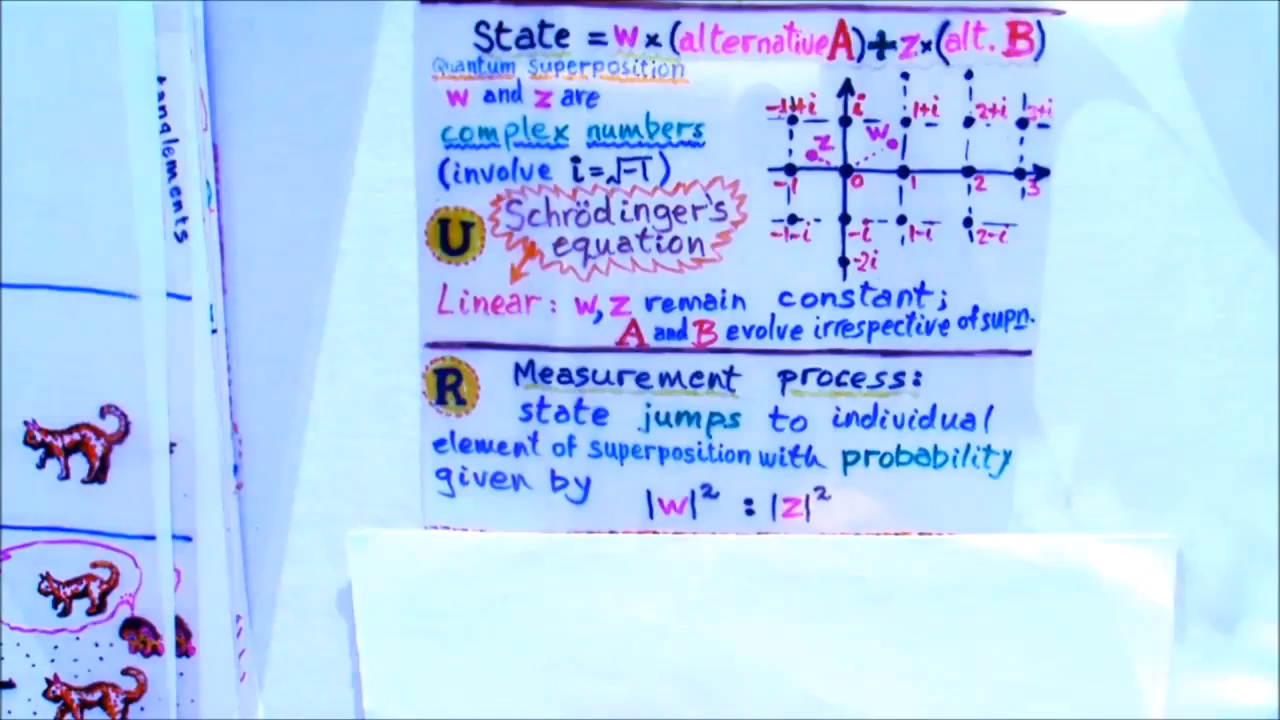 State = w × (alternative A) + z × (alt. B)
Quantum superposition
w and z are
complex numbers
(involve i=√-1)
U Schrödinger's
equation
Linear: w, z remain constant;
A and B evolve irrespective of supn.
-1+i i 1+i 2+i 3+i
z w
-1 0 1 2 3
-1-i -i 1-i 2-i
-2i
R Measurement process:
state jumps to individual
element of superposition with probability
given by
|w|² : |z|²
tanglements